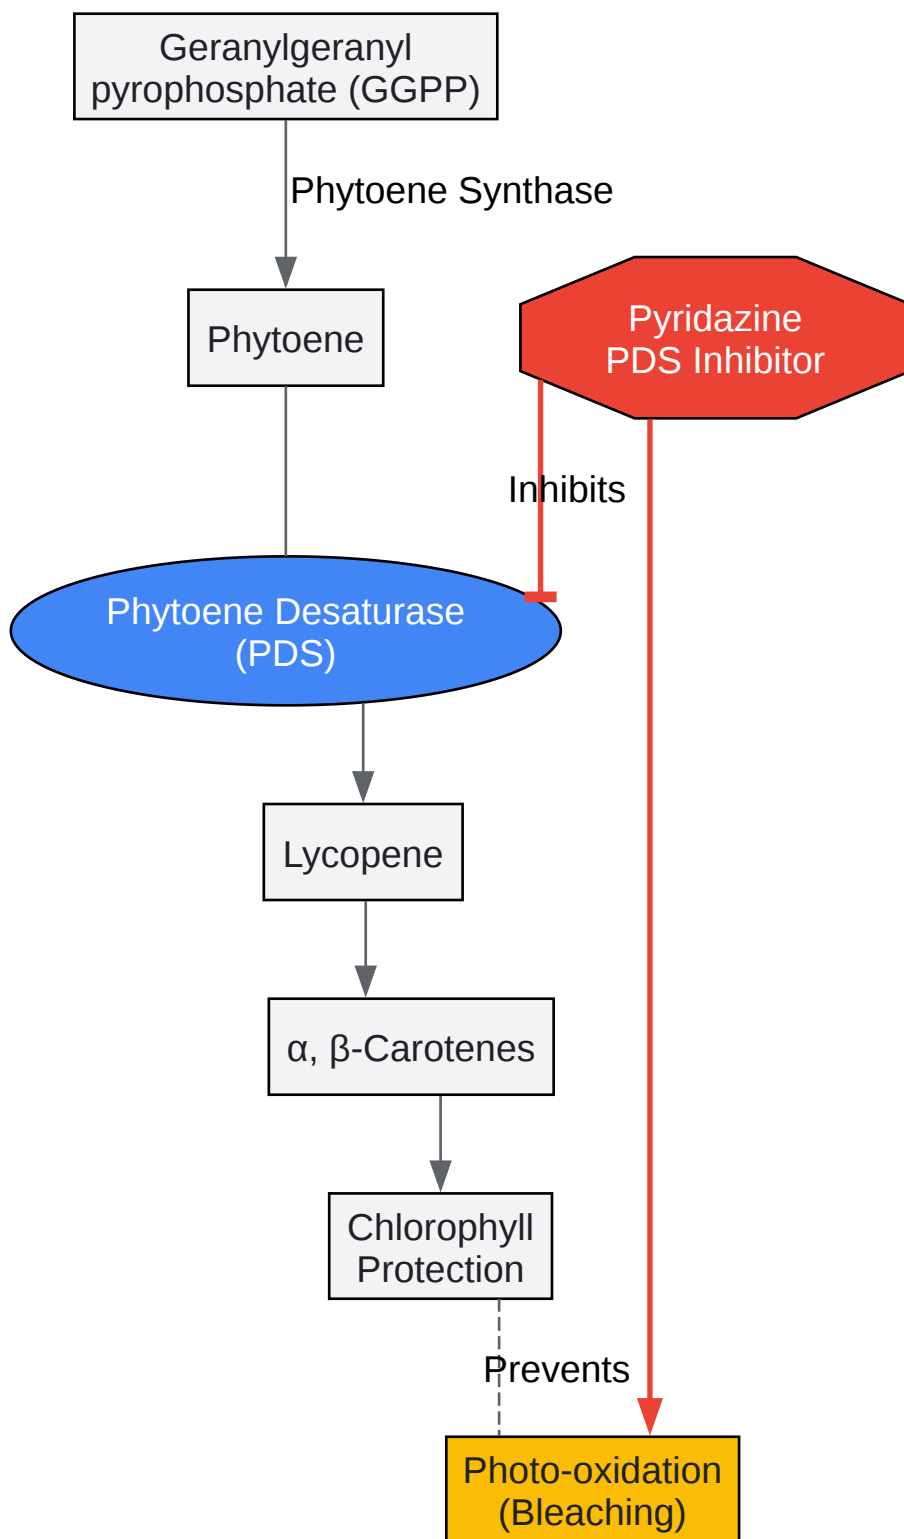 Geranylgeranyl
pyrophosphate (GGPP)
Phytoene Synthase
Phytoene
Pyridazine
PDS Inhibitor
Inhibits
Phytoene Desaturase
(PDS)
Lycopene
α, β-Carotenes
Chlorophyll
Protection
Prevents
Photo-oxidation
(Bleaching)